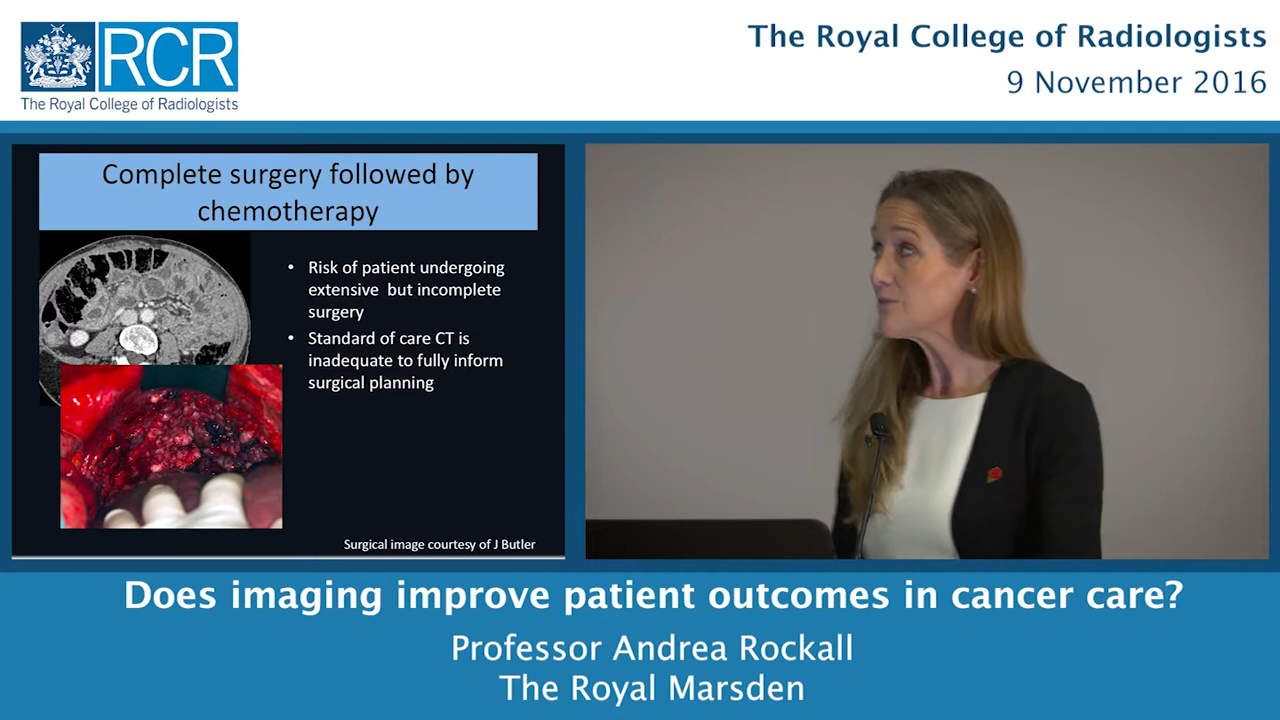 RCR
The Royal College of Radiologists
The Royal College of Radiologists
9 November 2016
Complete surgery followed by
chemotherapy
• Risk of patient undergoing
extensive but incomplete
surgery
• Standard of care CT is
inadequate to fully inform
surgical planning
Surgical image courtesy of J Butler
Does imaging improve patient outcomes in cancer care?
Professor Andrea Rockall
The Royal Marsden